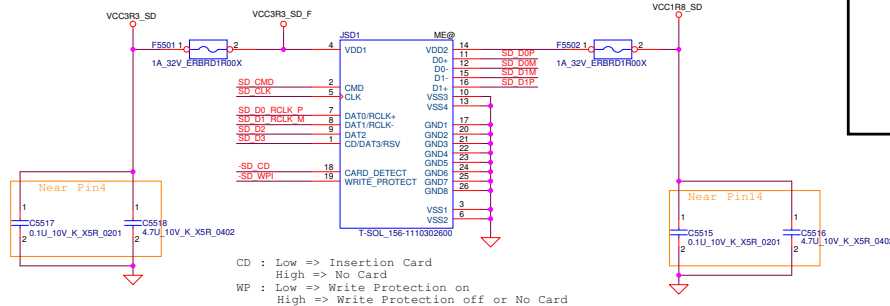 VCC3R3_SD
VCC3R3_SD_F
VCC1R8_SD
F5501 1 2
1A_32V_ERBRD1R00X
JSD1 ME@
F5502 1 2
1A_32V_ERBRD1R00X
4 VDD1
VDD2 14
D0+ 11 SD_D0P
D0- 12 SD_D0M
D1- 15 SD_D1M
D1+ 16 SD_D1P
SD_CMD 2 CMD
SD_CLK 5 CLK
VSS3 10
VSS4 13
SD_D0_RCLK_P 7 DAT0/RCLK+
SD_D1_RCLK_M 8 DAT1/RCLK-
SD_D2 9 DAT2
SD_D3 1 CD/DAT3/RSV
GND1 17
GND2 20
GND3 21
GND4 22
GND5 23
GND6 24
GND7 25
GND8 26
-SD_CD 18 CARD_DETECT
-SD_WPI 19 WRITE_PROTECT
VSS1 3
VSS2 6
T-SOL_156-1110302600
Near Pin4
1
C5517
0.1U_10V_K_X5R_0201
2
1
C5518
4.7U_10V_K_X5R_0402
2
Near Pin14
1
C5515
0.1U_10V_K_X5R_0201
2
1
C5516
4.7U_10V_K_X5R_0402
2
CD : Low => Insertion Card
High => No Card
WP : Low => Write Protection on
High => Write Protection off or No Card